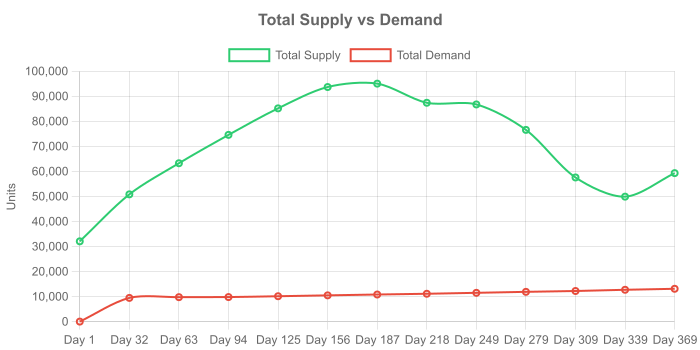 Total Supply vs Demand
Total Supply Total Demand
Units
100,000
90,000
80,000
70,000
60,000
50,000
40,000
30,000
20,000
10,000
0
Day 1 Day 32 Day 63 Day 94 Day 125 Day 156 Day 187 Day 218 Day 249 Day 279 Day 309 Day 339 Day 369